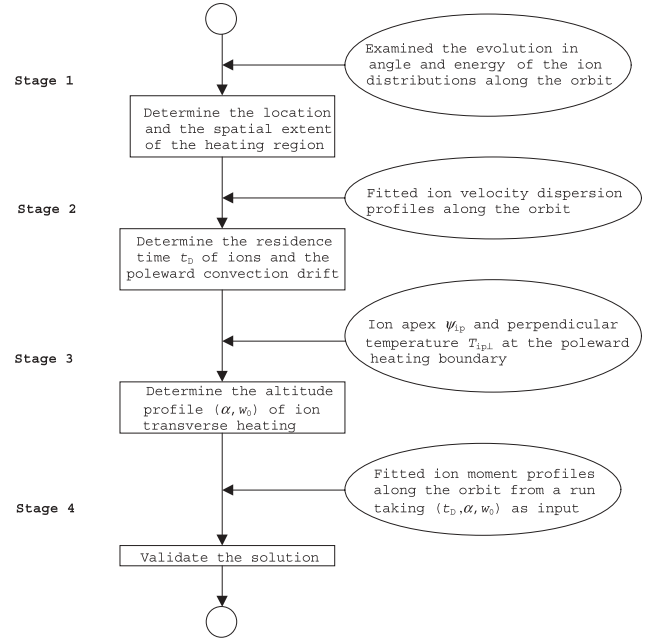 Examined the evolution in
angle and energy of the ion
distributions along the orbit
Stage 1
Determine the location
and the spatial extent
of the heating region
Fitted ion velocity dispersion
profiles along the orbit
Stage 2
Determine the residence
time t_D of ions and the
poleward convection drift
Ion apex ψ_ip and perpendicular
temperature T_ip⊥ at the poleward
heating boundary
Stage 3
Determine the altitude
profile (α, w₀) of ion
transverse heating
Fitted ion moment profiles
along the orbit from a run
taking (t_D, α, w₀) as input
Stage 4
Validate the solution